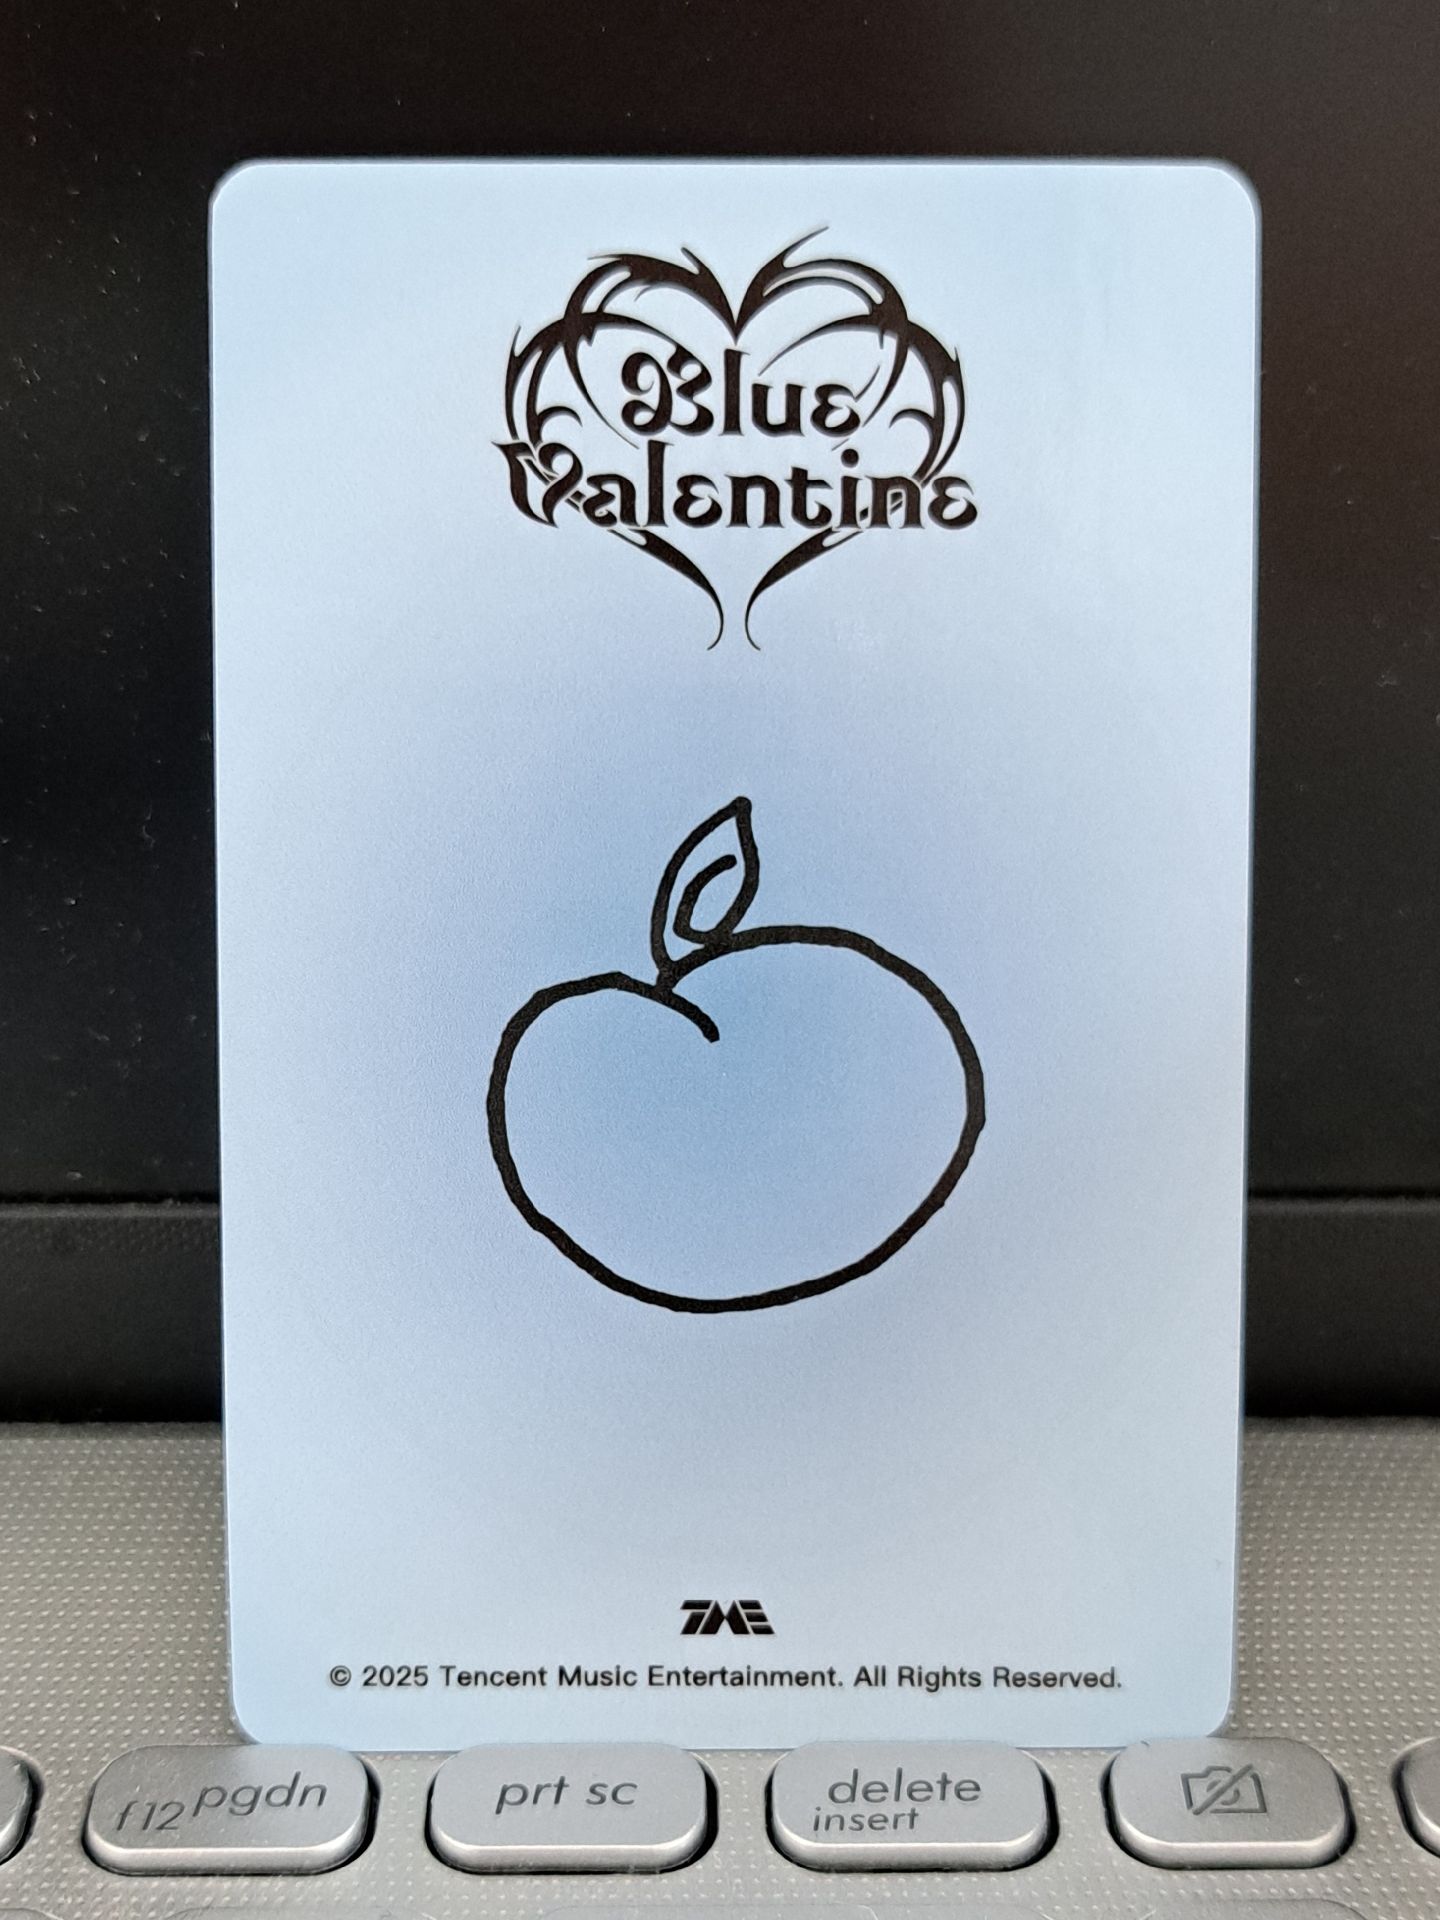 Blue
Valentine
TME
© 2025 Tencent Music Entertainment. All Rights Reserved.
f12 pgdn
prt sc
delete
insert